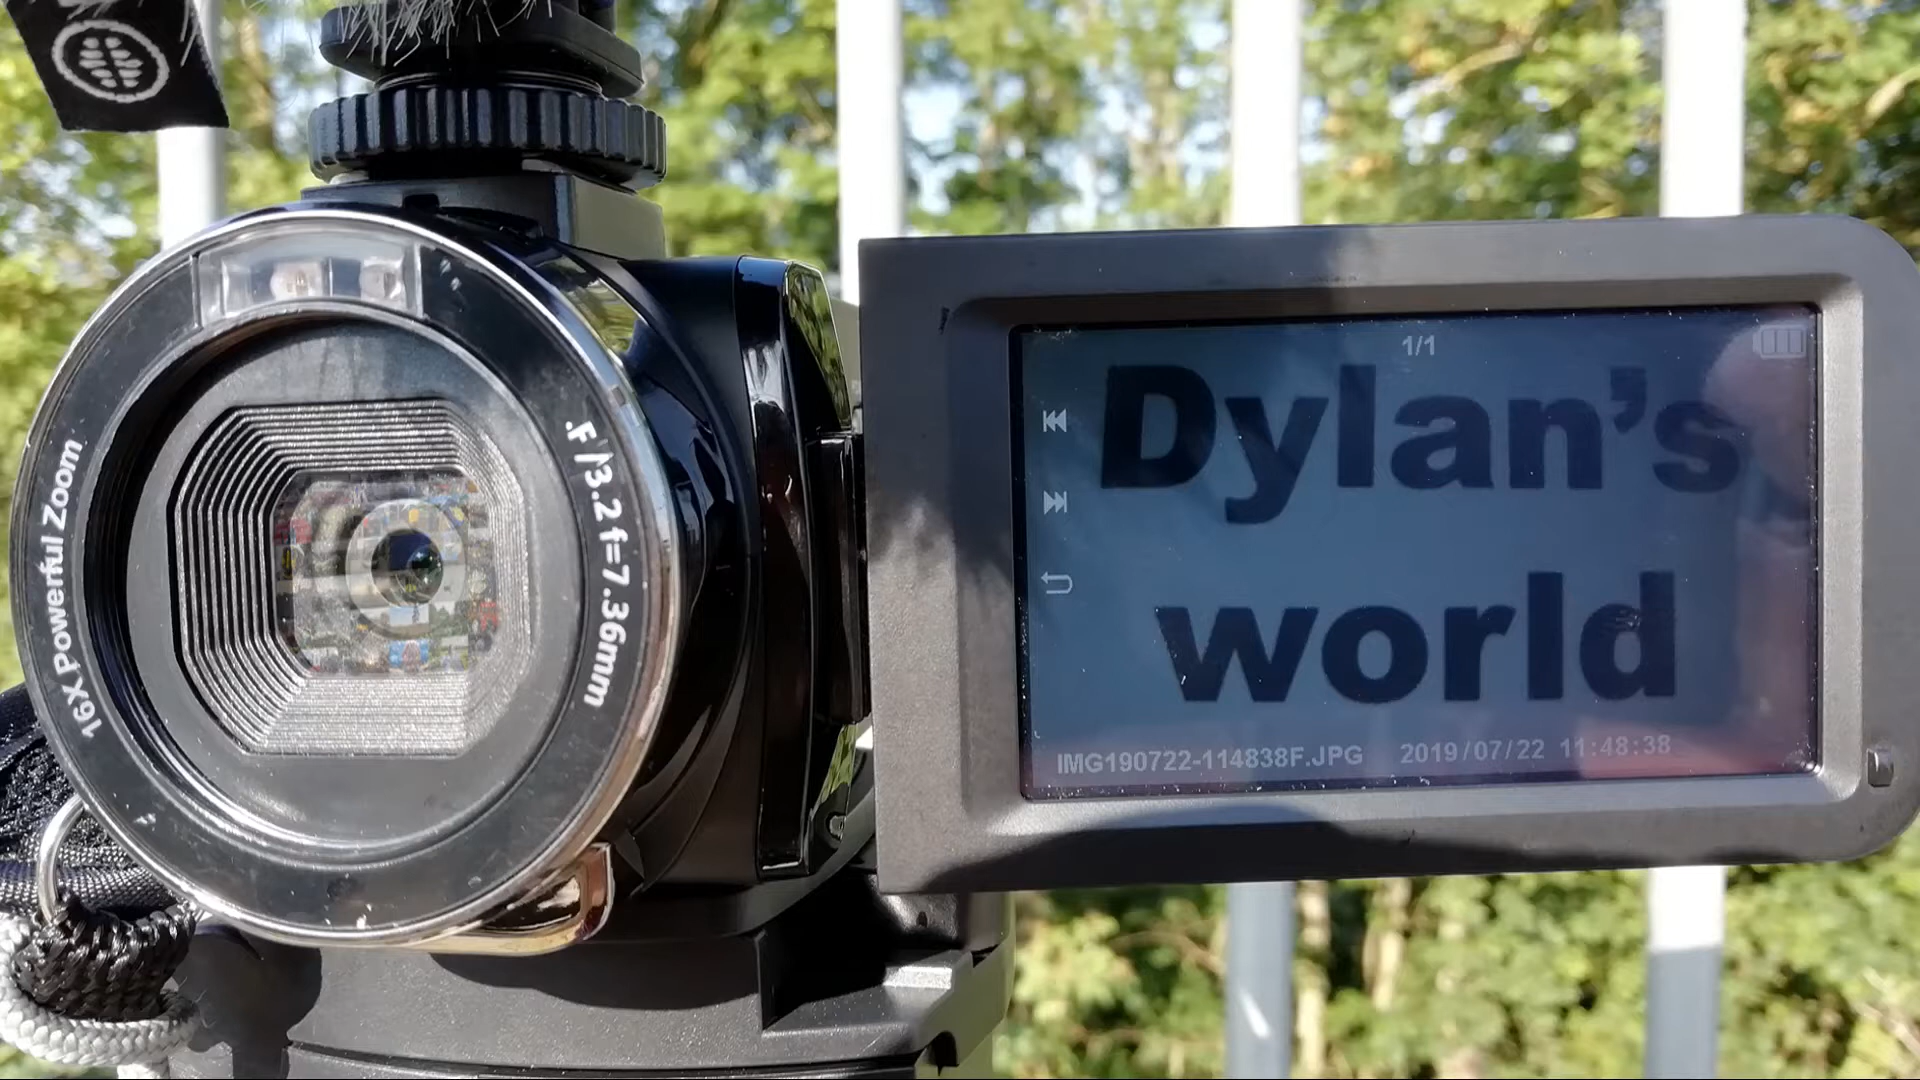 16X Powerful Zoom
F/3.2 f=7.36mm
1/1
Dylan's
world
IMG190722-114838F.JPG 2019/07/22 11:48:38